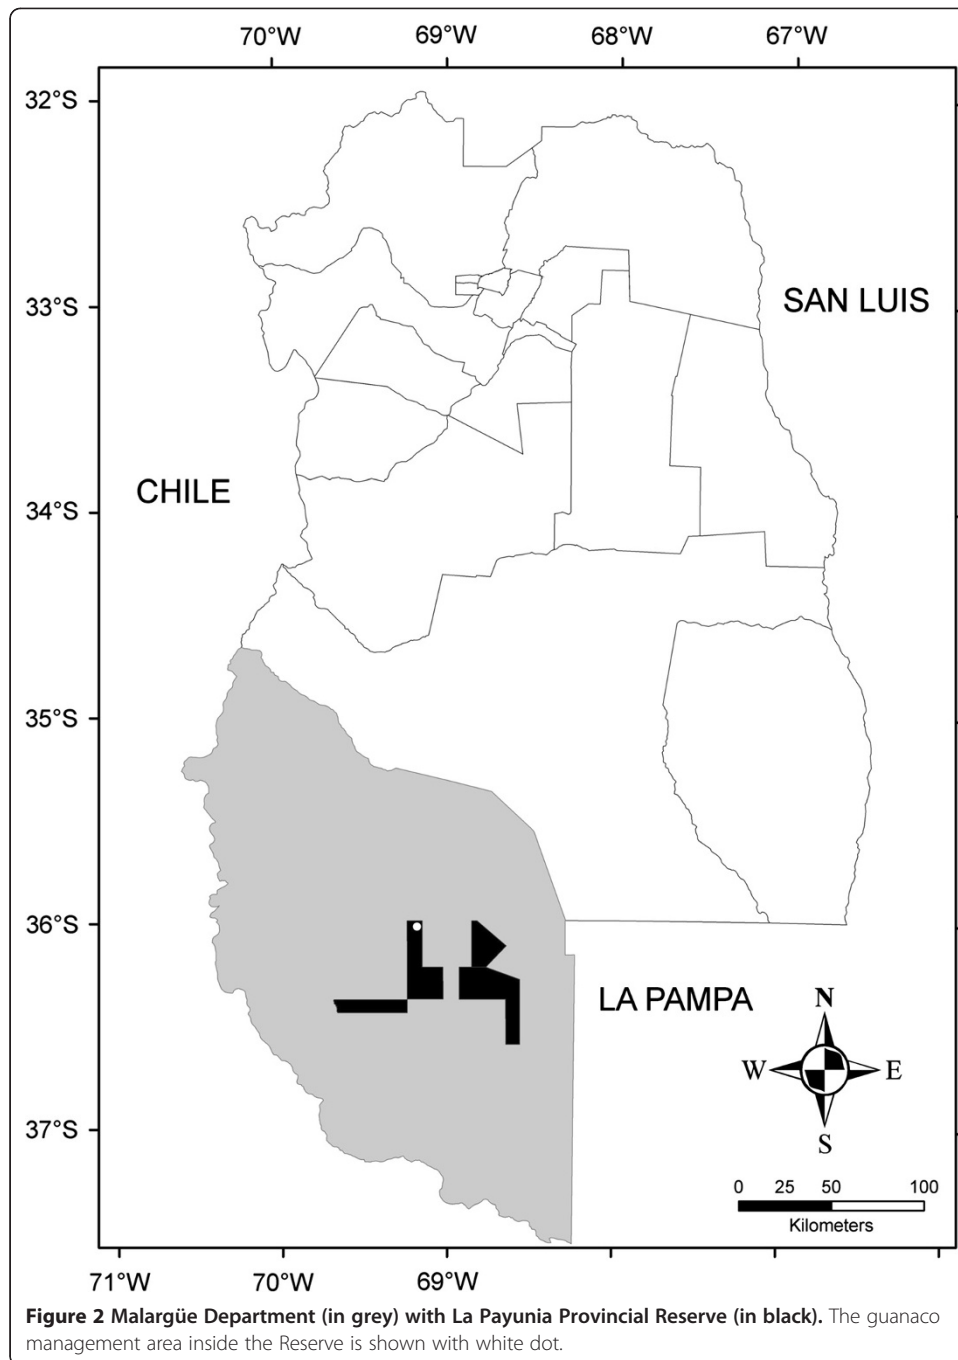 70°W 69°W 68°W 67°W
32°S
33°S
SAN LUIS
CHILE
34°S
35°S
36°S
LA PAMPA
N
W E
S
37°S
0 25 50 100
Kilometers
71°W 70°W 69°W
Figure 2 Malargüe Department (in grey) with La Payunia Provincial Reserve (in black). The guanaco
management area inside the Reserve is shown with white dot.